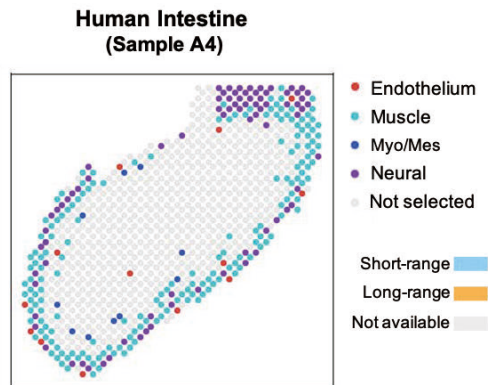 Human Intestine
(Sample A4)
Endothelium
Muscle
Myo/Mes
Neural
Not selected
Short-range
Long-range
Not available